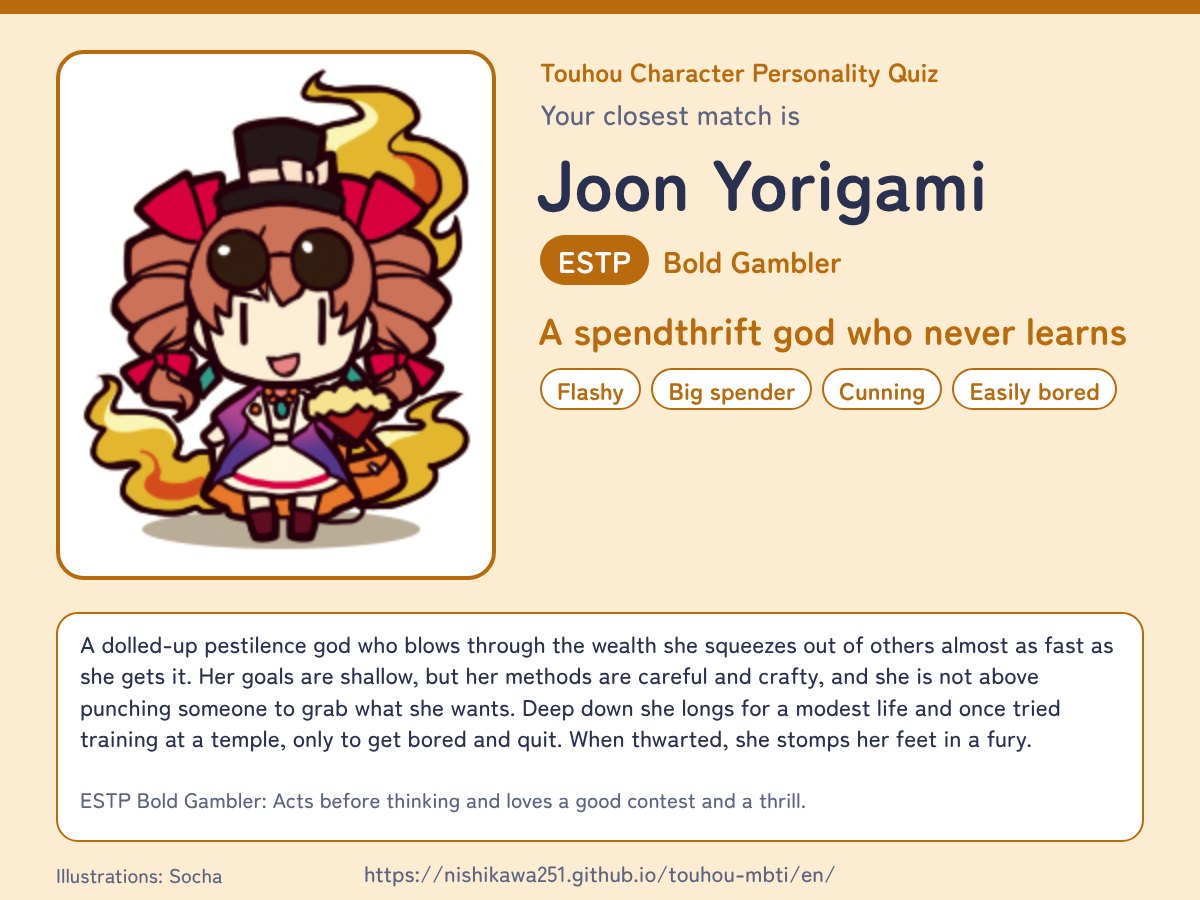 Touhou Character Personality Quiz
Your closest match is
Joon Yorigami
ESTP Bold Gambler
A spendthrift god who never learns
Flashy Big spender Cunning Easily bored
A dolled-up pestilence god who blows through the wealth she squeezes out of others almost as fast as
she gets it. Her goals are shallow, but her methods are careful and crafty, and she is not above
punching someone to grab what she wants. Deep down she longs for a modest life and once tried
training at a temple, only to get bored and quit. When thwarted, she stomps her feet in a fury.
ESTP Bold Gambler: Acts before thinking and loves a good contest and a thrill.
Illustrations: Socha https://nishikawa251.github.io/touhou-mbti/en/